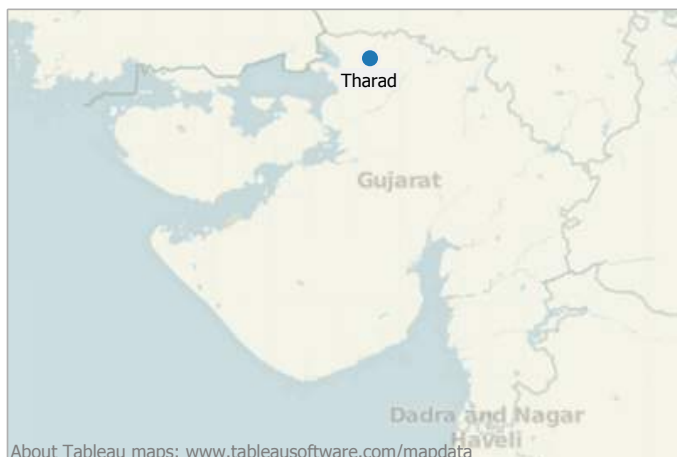 Tharad
Gujarat
Dadra and Nagar
Haveli
About Tableau maps: www.tableausoftware.com/mapdata